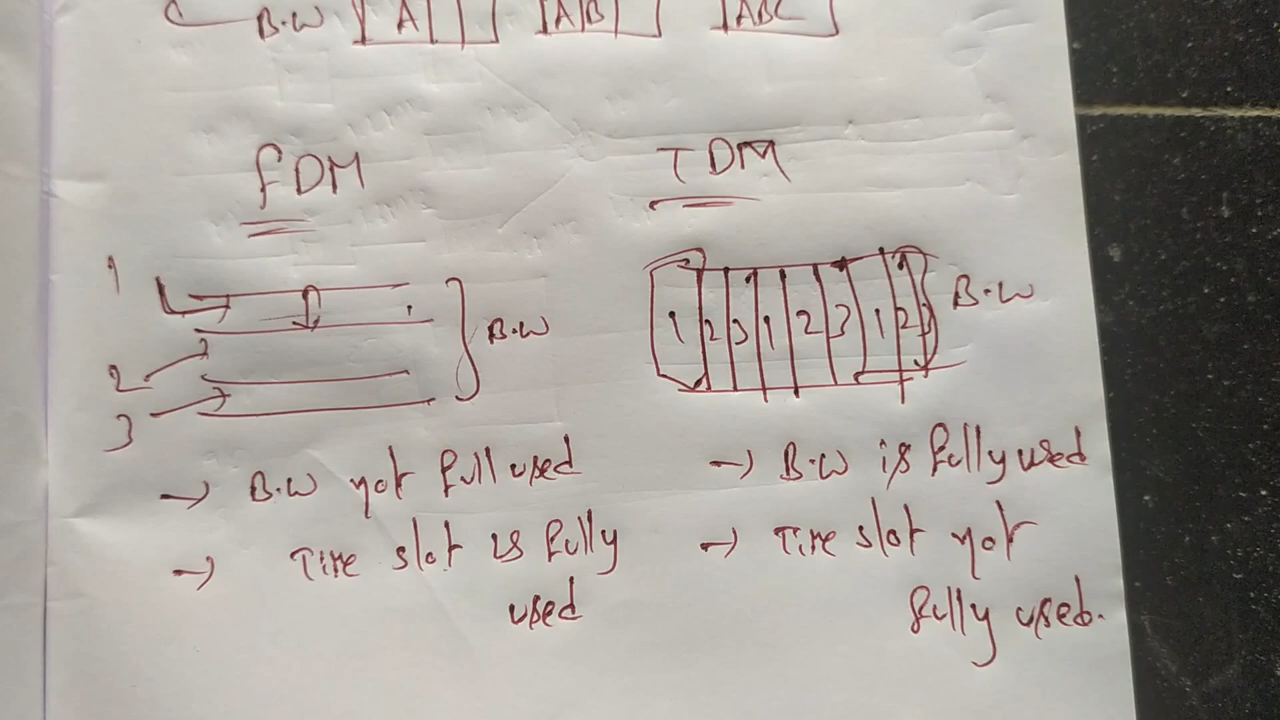 B.W A A B ABC
FDM TDM
1
2
3
B.W
1 2 3 1 2 3 1 2 3 B.W
→ B.W not full used
→ Time slot is fully
used
→ B.W is fully used
→ Time slot not
fully used.